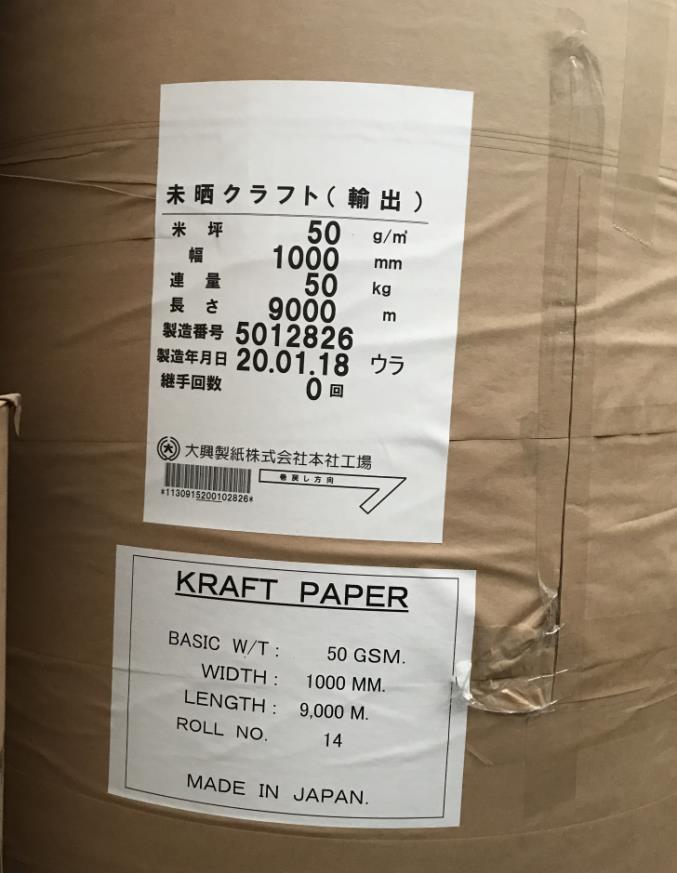 未晒クラフト(輸出)
米坪 50 g/㎡
幅 1000 mm
連量 50 kg
長さ 9000 m
製造番号 5012826
製造年月日 20.01.18 ウラ
継手回数 0 回
大 大興製紙株式会社本社工場
巻戻し方向
*1130915200102826*
KRAFT PAPER
BASIC W/T : 50 GSM.
WIDTH : 1000 MM.
LENGTH : 9,000 M.
ROLL NO. 14
MADE IN JAPAN.